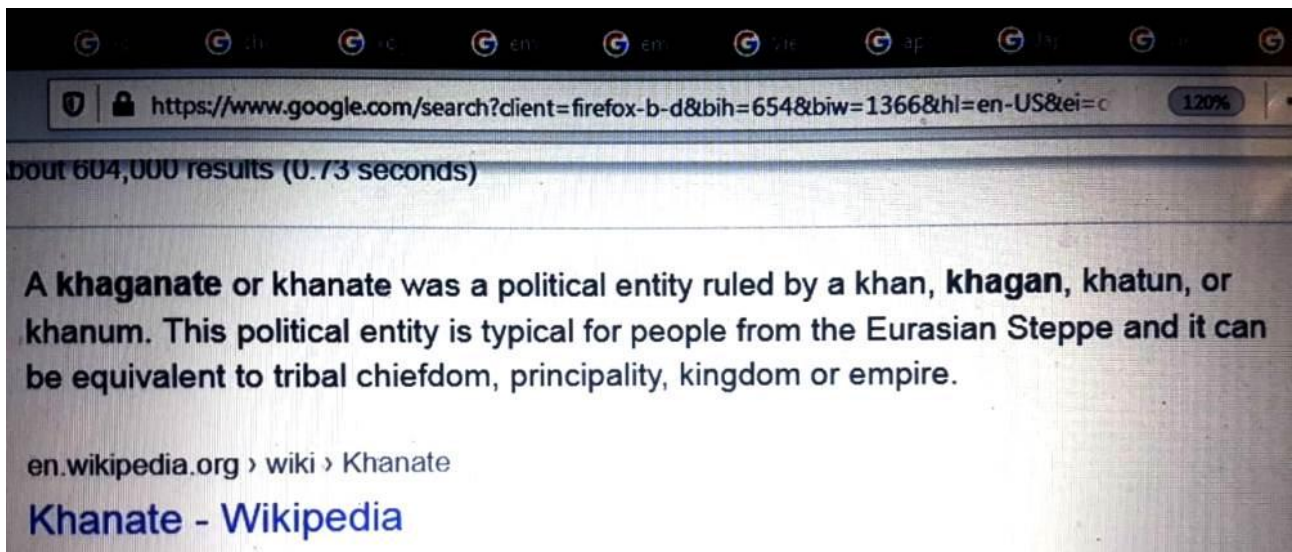 https://www.google.com/search?client=firefox-b-d&bih=654&biw=1366&hl=en-US&ei=c 120%
bout 604,000 results (0.73 seconds)
A khaganate or khanate was a political entity ruled by a khan, khagan, khatun, or
khanum. This political entity is typical for people from the Eurasian Steppe and it can
be equivalent to tribal chiefdom, principality, kingdom or empire.
en.wikipedia.org › wiki › Khanate
Khanate - Wikipedia